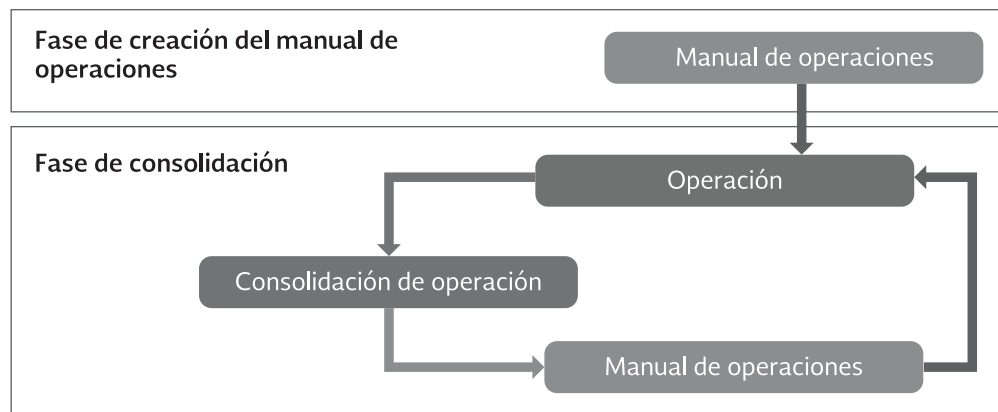 Fase de creación del manual de
operaciones
Manual de operaciones
Fase de consolidación
Operación
Consolidación de operación
Manual de operaciones